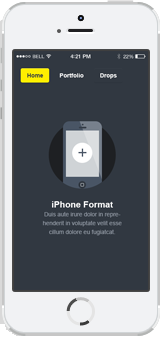 BELL 4:21 PM 22%
Home Portfolio Drops
iPhone Format
Duis aute irure dolor in repre-
henderit in voluptate velit esse
cillum dolore eu fugiatcat.